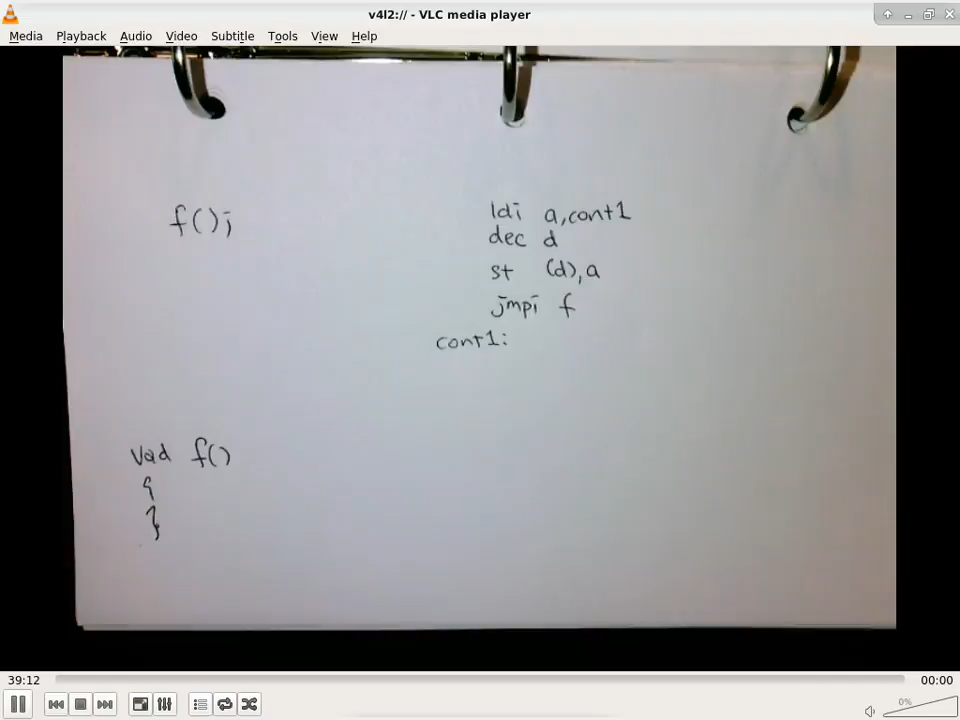 v4l2:// - VLC media player
Media Playback Audio Video Subtitle Tools View Help
f();
ldi a,cont1
dec d
st (d),a
jmpi f
cont1:
void f()
{
}
39:12
00:00
0%